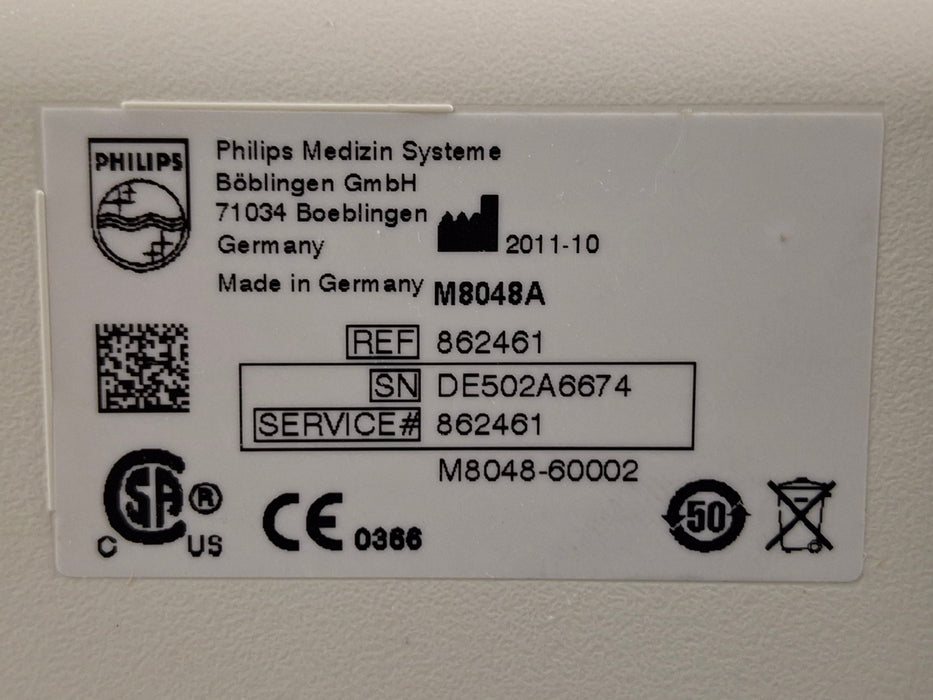 PHILIPS
Philips Medizin Systeme
Böblingen GmbH
71034 Boeblingen
Germany
2011-10
Made in Germany
M8048A
REF 862461
SN DE502A6674
SERVICE# 862461
M8048-60002
CSA ®
C US
CE 0366
50